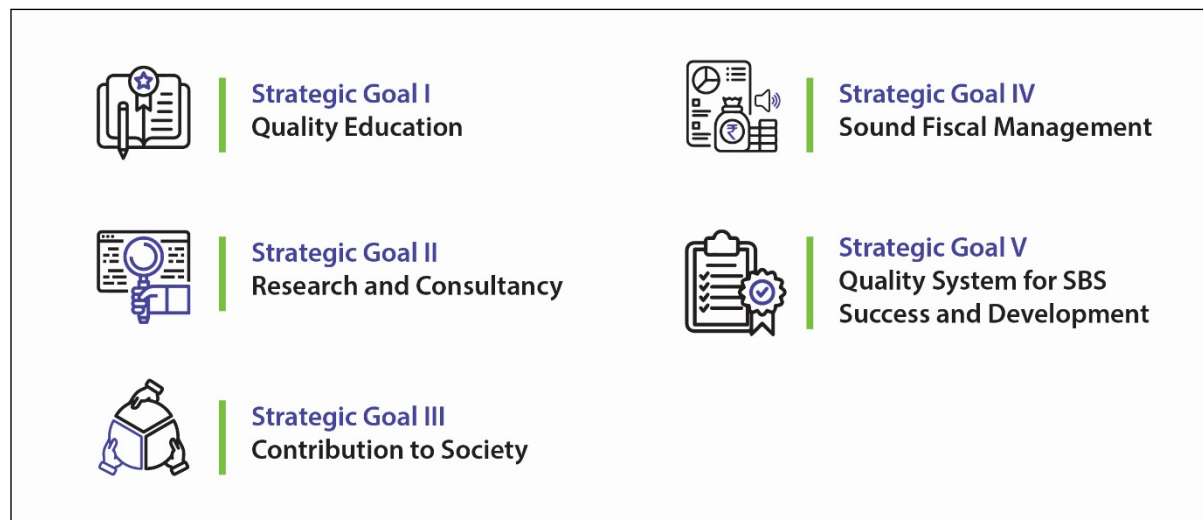 Strategic Goal I
Quality Education
Strategic Goal II
Research and Consultancy
Strategic Goal III
Contribution to Society
Strategic Goal IV
Sound Fiscal Management
Strategic Goal V
Quality System for SBS
Success and Development